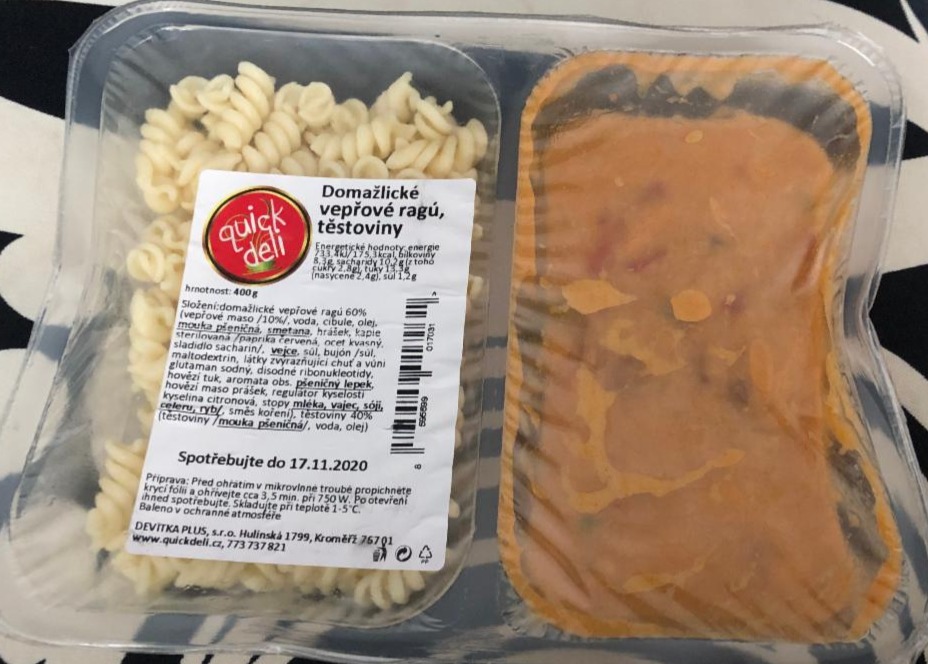 quick
deli
Domažlické
vepřové ragú,
těstoviny
Energetické hodnoty: energie
733,4kJ/175,3kcal, bílkoviny
8,3g, sacharidy 10,2g(z toho
cukry 2,8g), tuky 13,3g
(nasycené 2,4g), sůl 1,2g
hmotnost: 400g
Složení:domažlické vepřové ragú 60%
(vepřové maso /10%/, voda, cibule, olej,
mouka pšeničná, smetana, hrášek, kapie
sterilovaná /paprika červená, ocet kvasný,
sladidlo sacharin/, vejce, sůl, bujón /sůl,
maltodextrin, látky zvýrazňující chuť a vůni
glutaman sodný, disodné ribonukleotidy,
hovězí tuk, aromata obs. pšeničný lepek,
hovězí maso prášek, regulátor kyselosti
kyselina citronová, stopy mléka, vajec, sóji,
celeru, ryb/, směs koření), těstoviny 40%
(těstoviny /mouka pšeničná/, voda, olej)
017031
595699
8
Spotřebujte do 17.11.2020
Příprava: Před ohřátím v mikrovlnné troubě propíchněte
krycí fólii a ohřívejte cca 3,5 min. při 750 W. Po otevření
ihned spotřebujte. Skladujte při teplotě 1-5°C.
Baleno v ochranné atmosféře
DEVÍTKA PLUS, s.r.o. Hulínská 1799, Kroměříž 76701
www.quickdeli.cz, 773 737 821